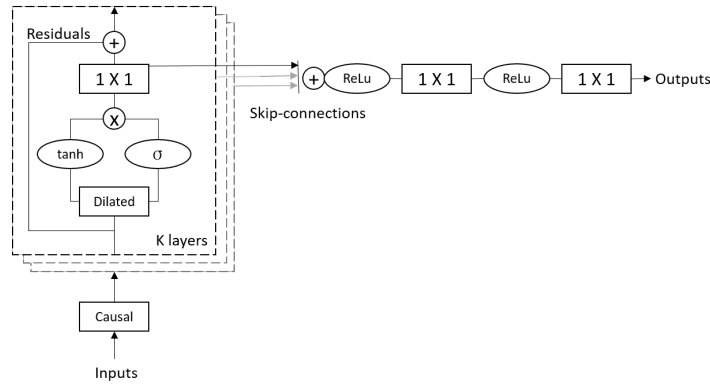 Residuals
+
1 X 1
X
tanh
σ
Dilated
K layers
Causal
Inputs
Skip-connections
+
ReLu
1 X 1
ReLu
1 X 1
Outputs